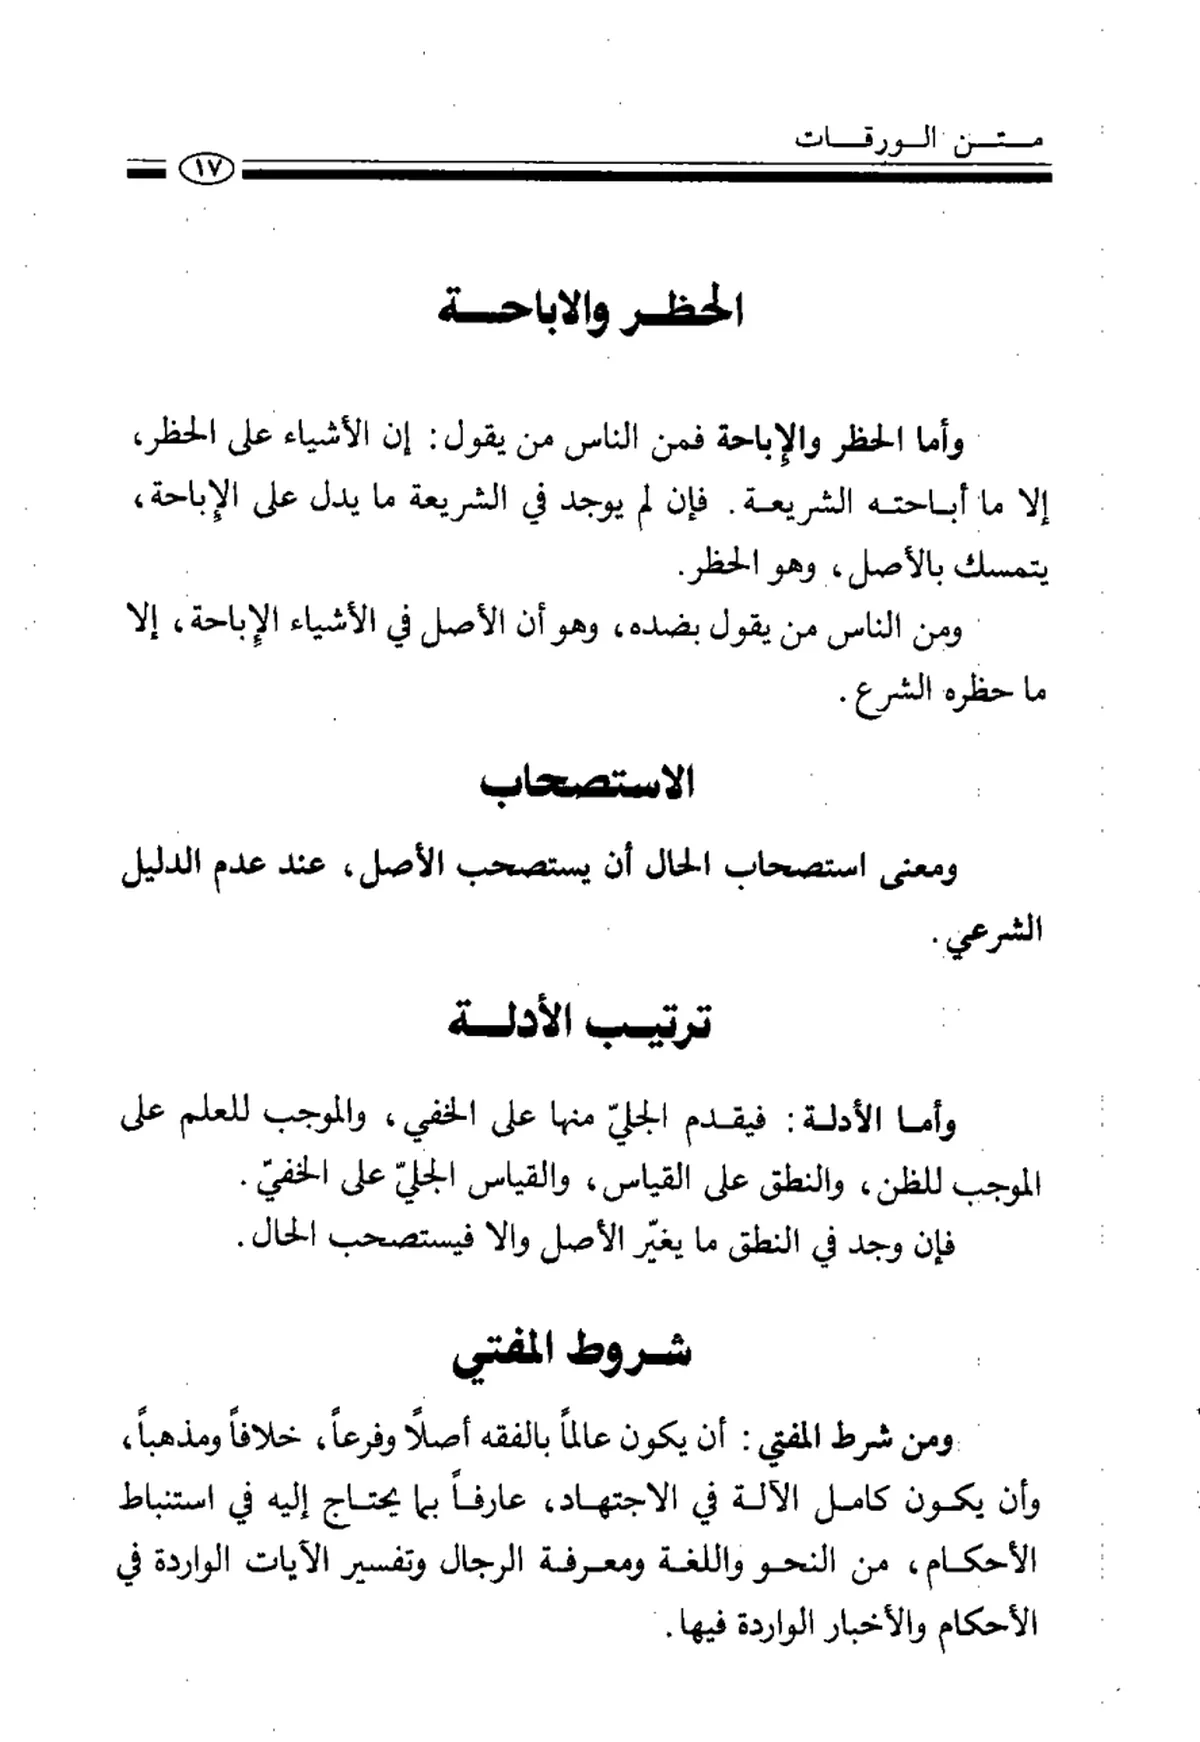 متن الورقات
١٧
الحظر والاباحة
وأما الحظر والإباحة فمن الناس من يقول: إن الأشياء على الحظر،
إلا ما أباحته الشريعة. فإن لم يوجد في الشريعة ما يدل على الإباحة،
يتمسك بالأصل، وهو الحظر.
ومن الناس من يقول بضده، وهو أن الأصل في الأشياء الإباحة، إلا
ما حظره الشرع.
الاستصحاب
ومعنى استصحاب الحال أن يستصحب الأصل، عند عدم الدليل
الشرعي.
ترتيب الأدلة
وأما الأدلة: فيقدم الجليّ منها على الخفي، والموجب للعلم على
الموجب للظن، والنطق على القياس، والقياس الجليّ على الخفيّ.
فإن وجد في النطق ما يغيّر الأصل والا فيستصحب الحال.
شروط المفتي
ومن شرط المفتي: أن يكون عالماً بالفقه أصلاً وفرعاً، خلافاً ومذهباً،
وأن يكون كامل الآلة في الاجتهاد، عارفاً بما يحتاج إليه في استنباط
الأحكام، من النحو واللغة ومعرفة الرجال وتفسير الآيات الواردة في
الأحكام والأخبار الواردة فيها.